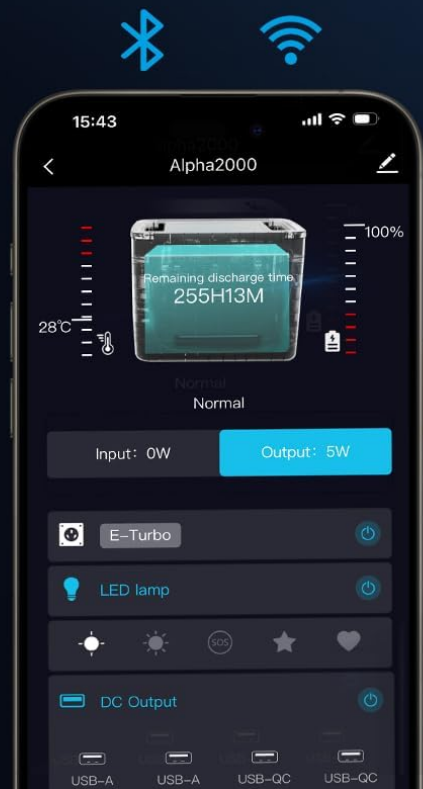 15:43
Alpha2000
100%
Remaining discharge time
255H13M
28°C
Normal
Normal
Input: 0W
Output: 5W
E-Turbo
LED lamp
SOS
DC Output
USB-A
USB-A
USB-QC
USB-QC